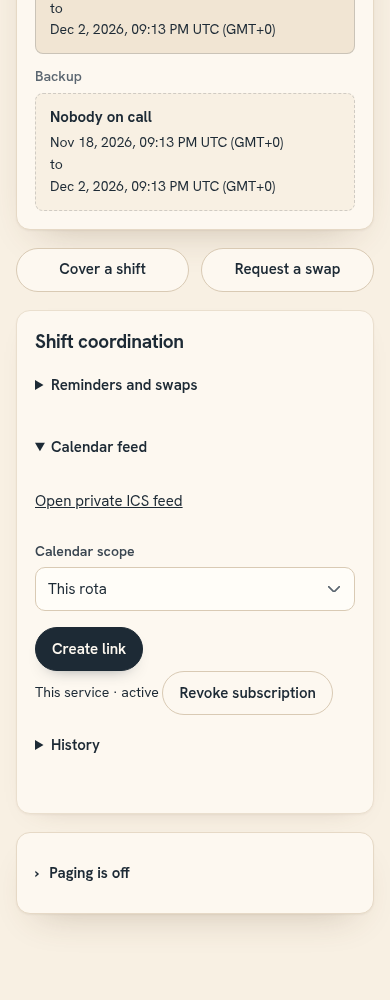 to
Dec 2, 2026, 09:13 PM UTC (GMT+0)
Backup
Nobody on call
Nov 18, 2026, 09:13 PM UTC (GMT+0)
to
Dec 2, 2026, 09:13 PM UTC (GMT+0)
Cover a shift
Request a swap
Shift coordination
Reminders and swaps
Calendar feed
Open private ICS feed
Calendar scope
This rota
Create link
This service · active
Revoke subscription
History
Paging is off